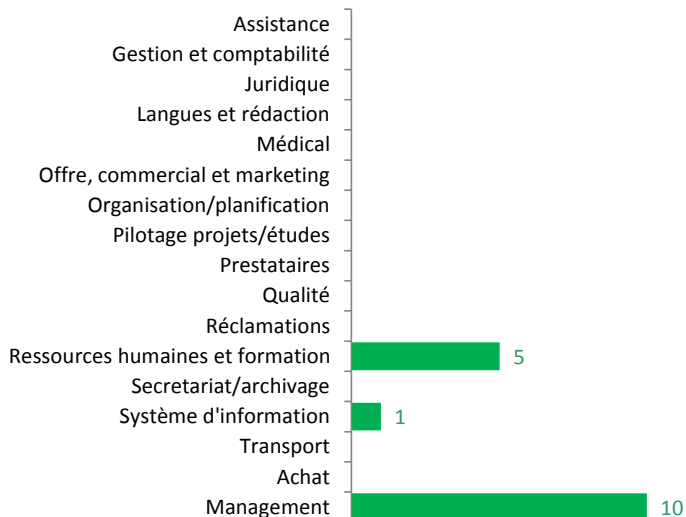 Assistance
Gestion et comptabilité
Juridique
Langues et rédaction
Médical
Offre, commercial et marketing
Organisation/planification
Pilotage projets/études
Prestataires
Qualité
Réclamations
Ressources humaines et formation 5
Secretariat/archivage
Système d'information 1
Transport
Achat
Management 10